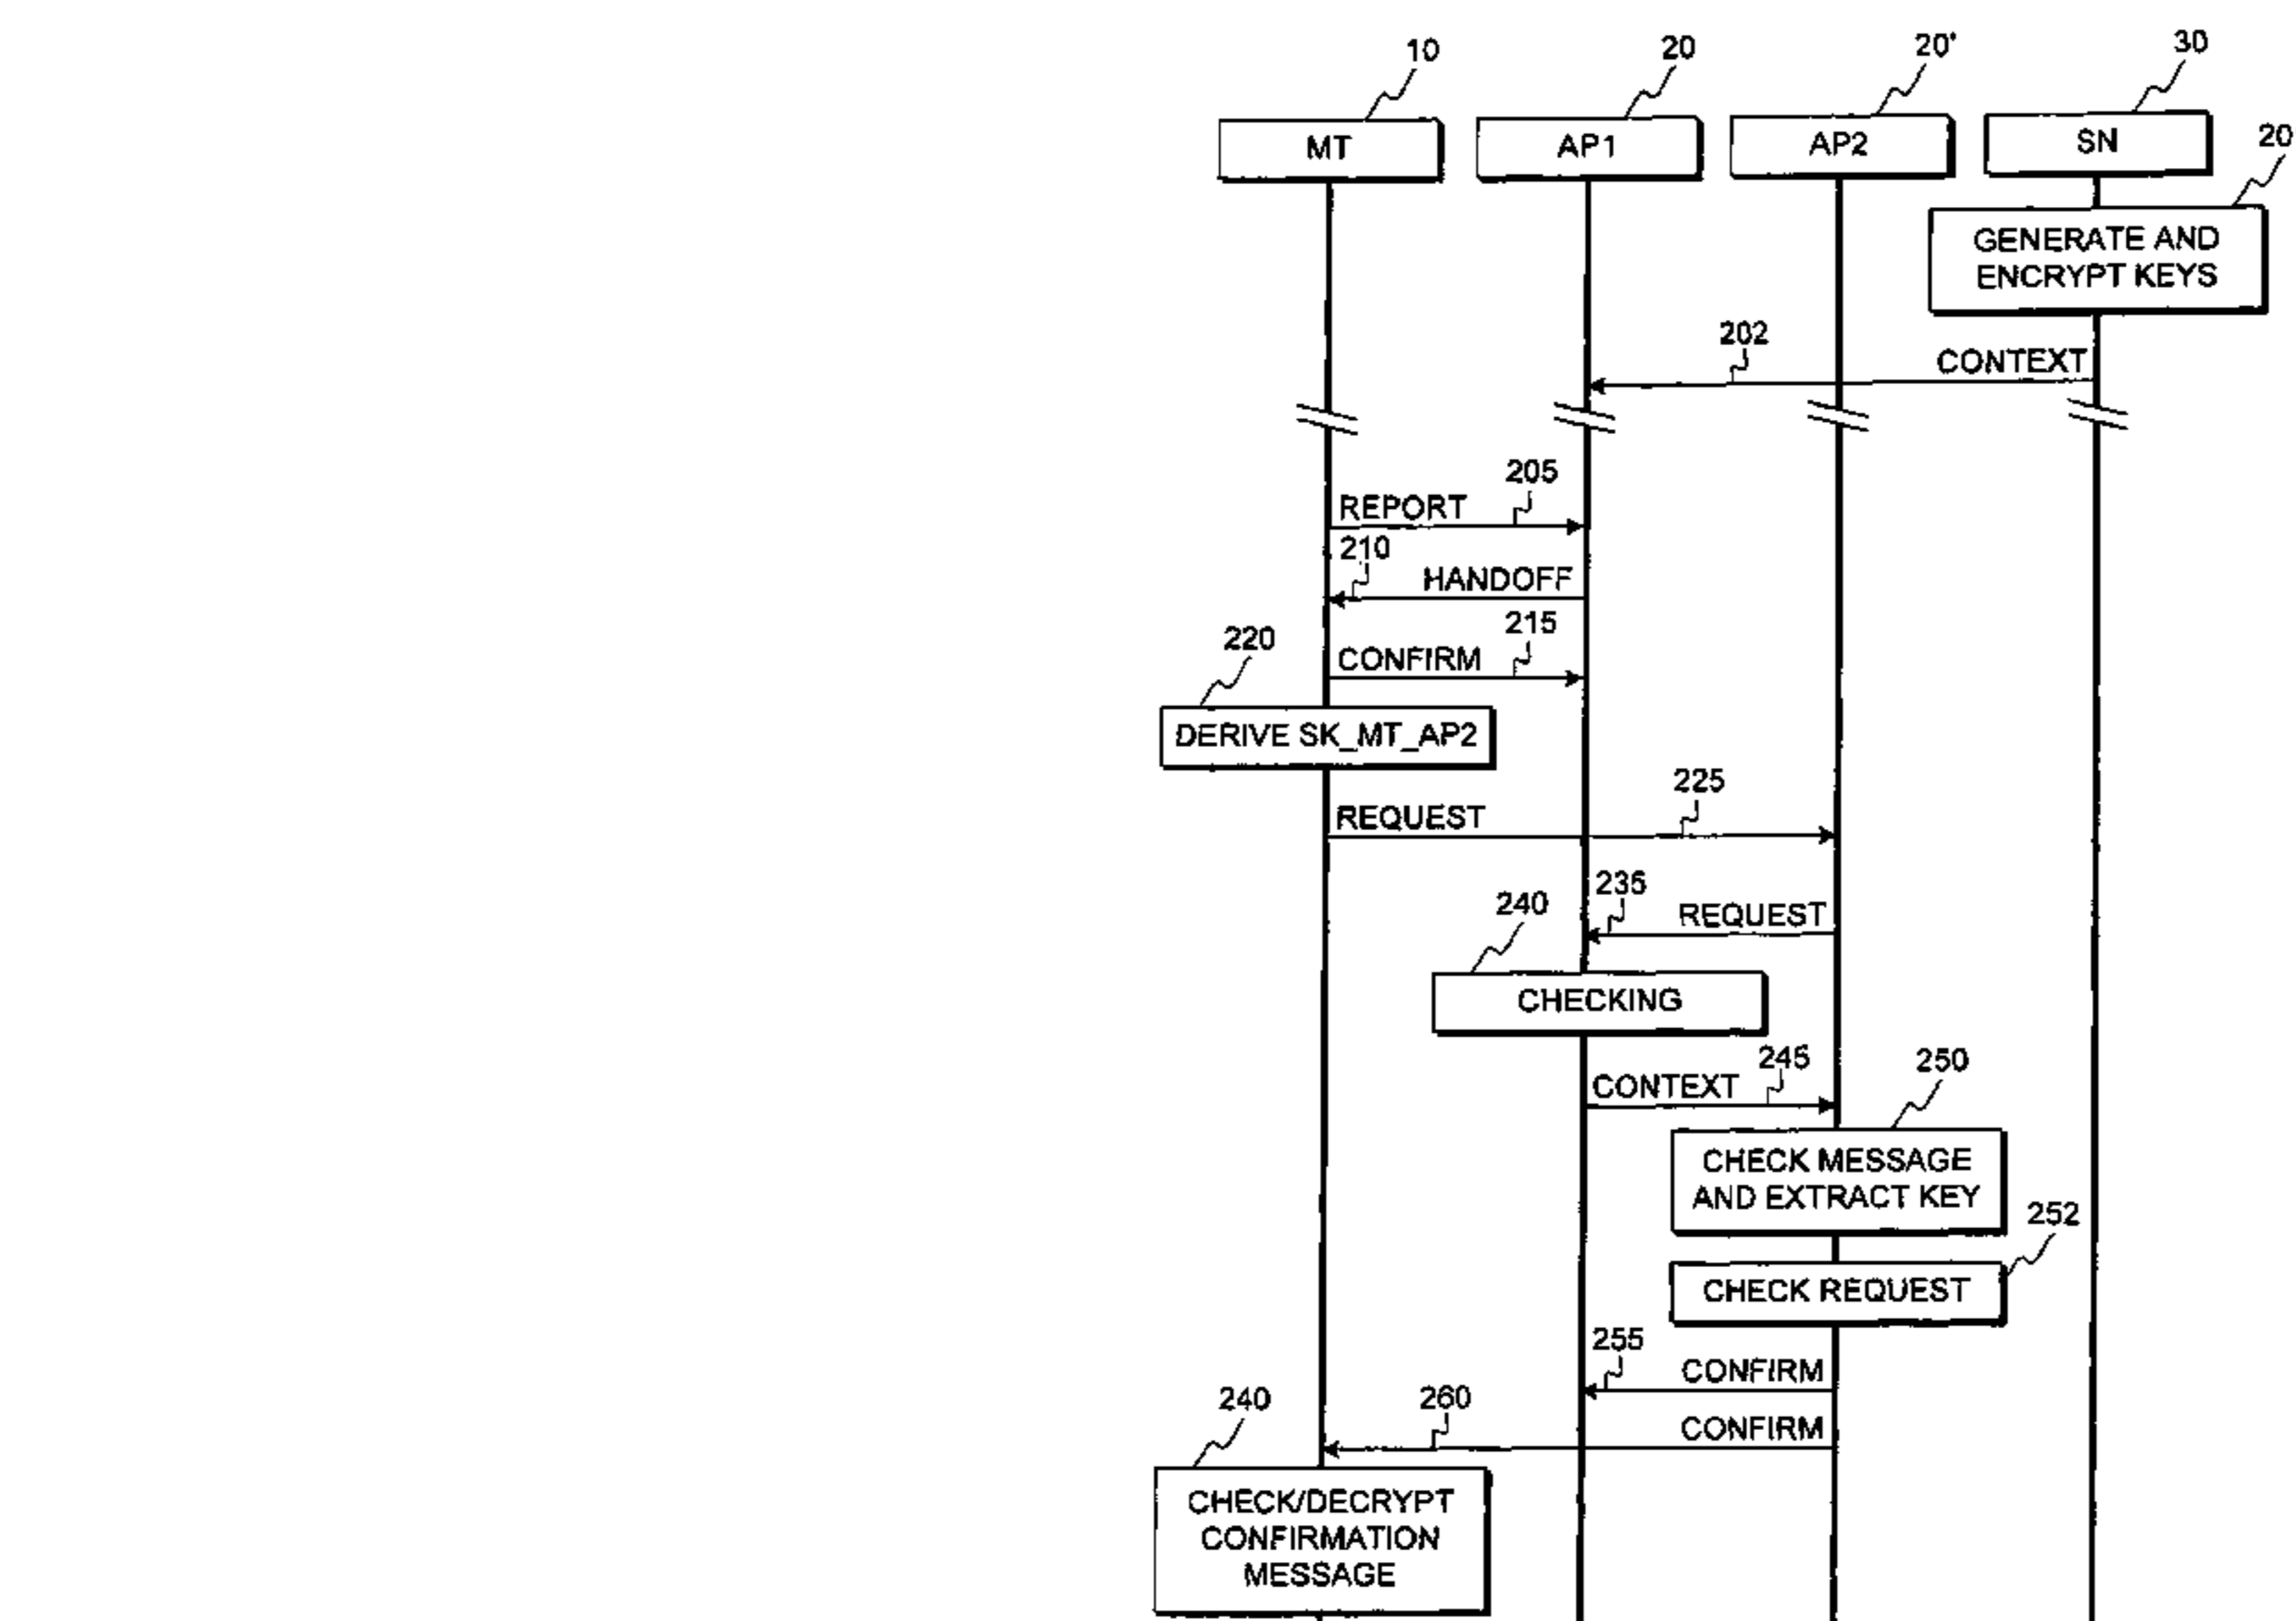 10
20
20'
30
MT
AP1
AP2
SN
20
GENERATE AND
ENCRYPT KEYS
202
CONTEXT
205
REPORT
210
HANDOFF
215
220
CONFIRM
DERIVE SK_MT_AP2
225
REQUEST
235
240
REQUEST
CHECKING
245
250
CONTEXT
CHECK MESSAGE
AND EXTRACT KEY
252
CHECK REQUEST
255
CONFIRM
240
260
CONFIRM
CHECK/DECRYPT
CONFIRMATION
MESSAGE